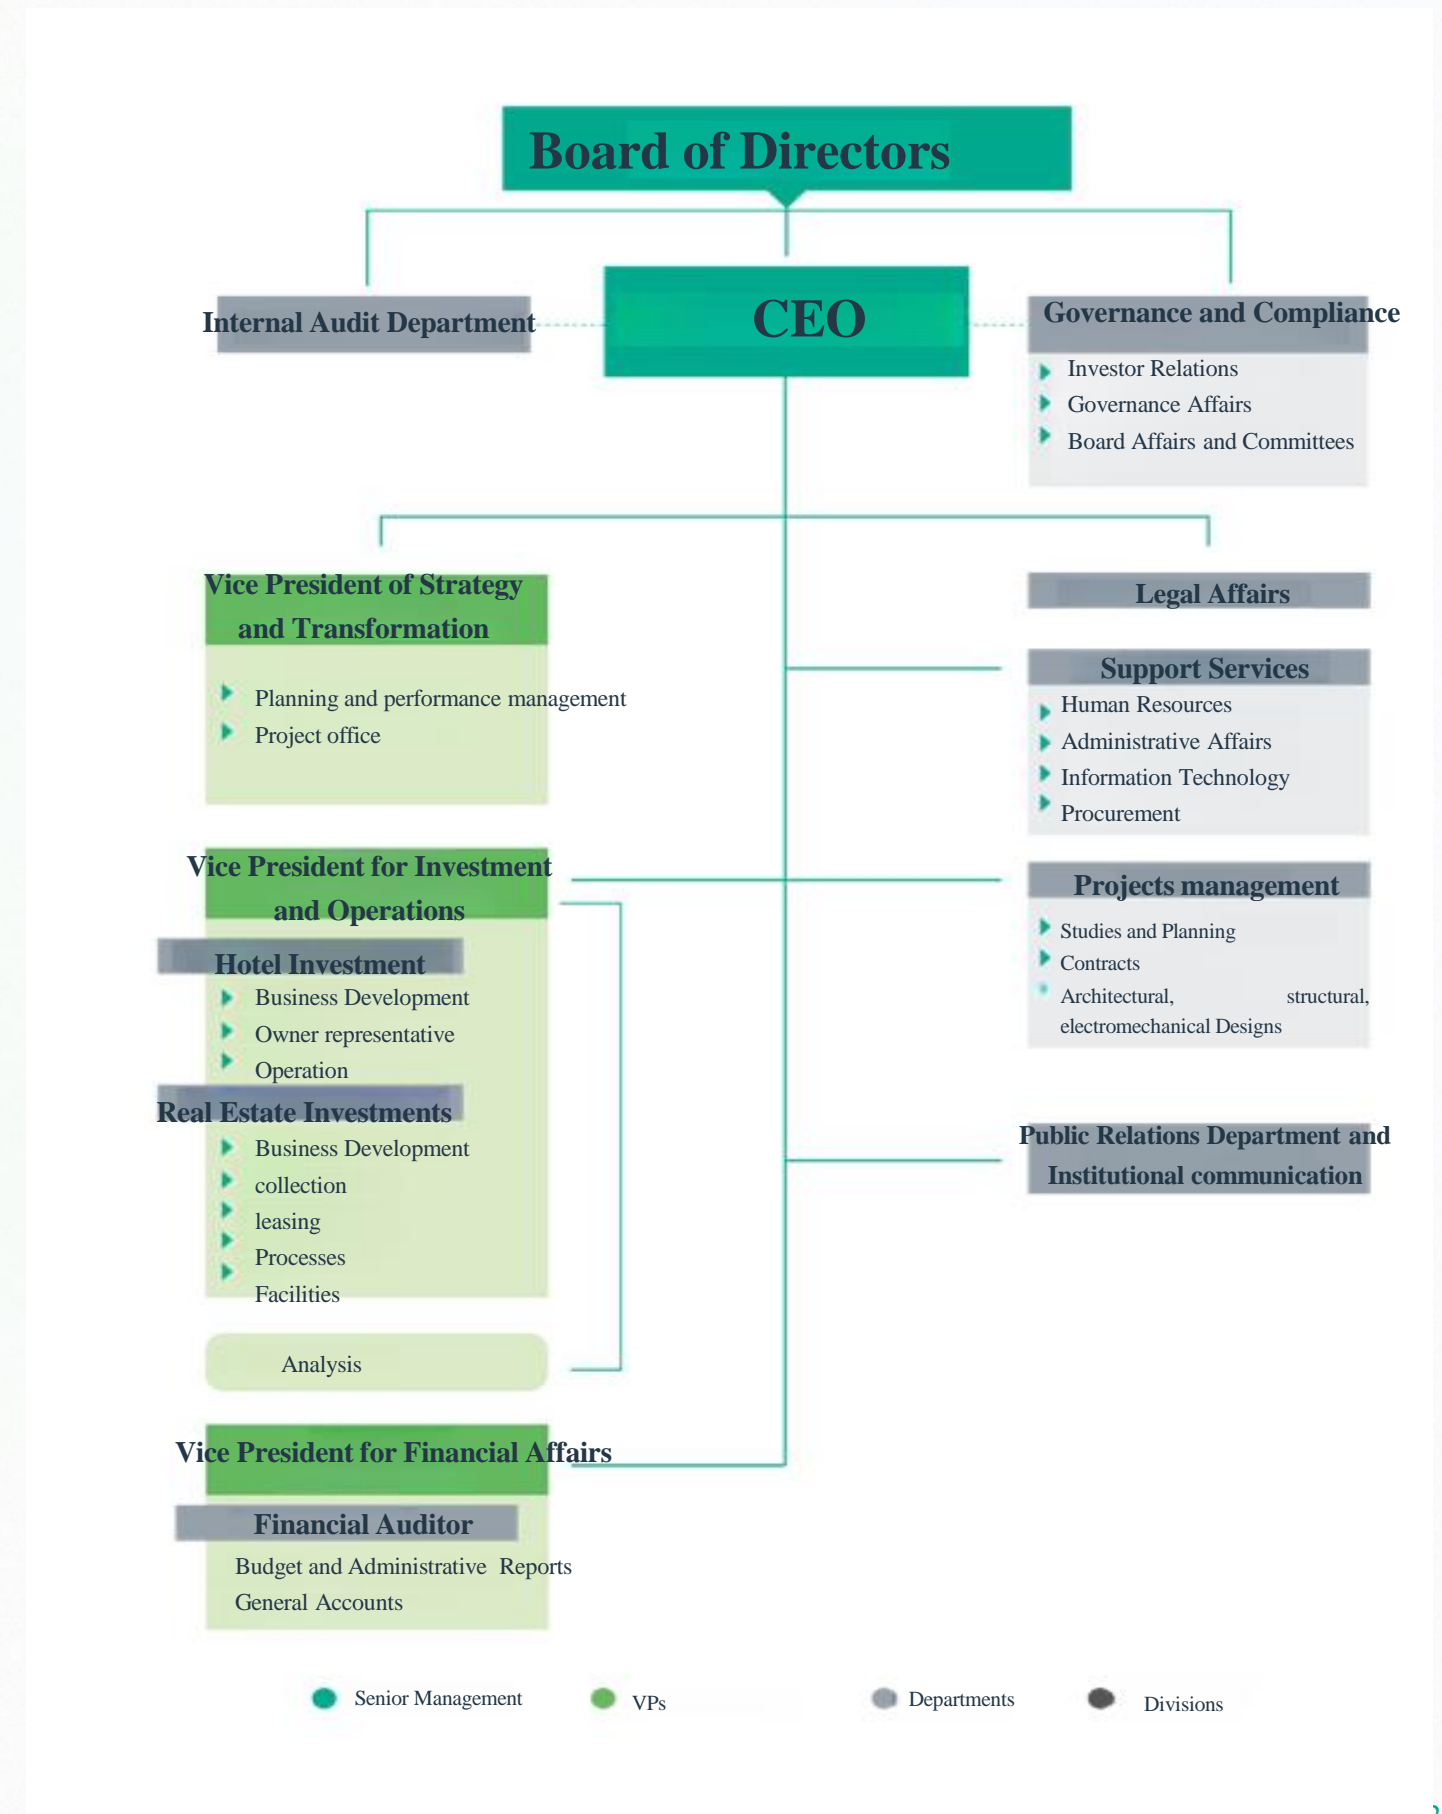 Board of Directors
Internal Audit Department
CEO
Governance and Compliance
Investor Relations
Governance Affairs
Board Affairs and Committees
Vice President of Strategy
and Transformation
Planning and performance management
Project office
Vice President for Investment
and Operations
Hotel Investment
Business Development
Owner representative
Operation
Real Estate Investments
Business Development
collection
leasing
Processes
Facilities
Analysis
Vice President for Financial Affairs
Financial Auditor
Budget and Administrative Reports
General Accounts
Legal Affairs
Support Services
Human Resources
Administrative Affairs
Information Technology
Procurement
Projects management
Studies and Planning
Contracts
Architectural, structural,
electromechanical Designs
Public Relations Department and
Institutional communication
Senior Management
VPs
Departments
Divisions